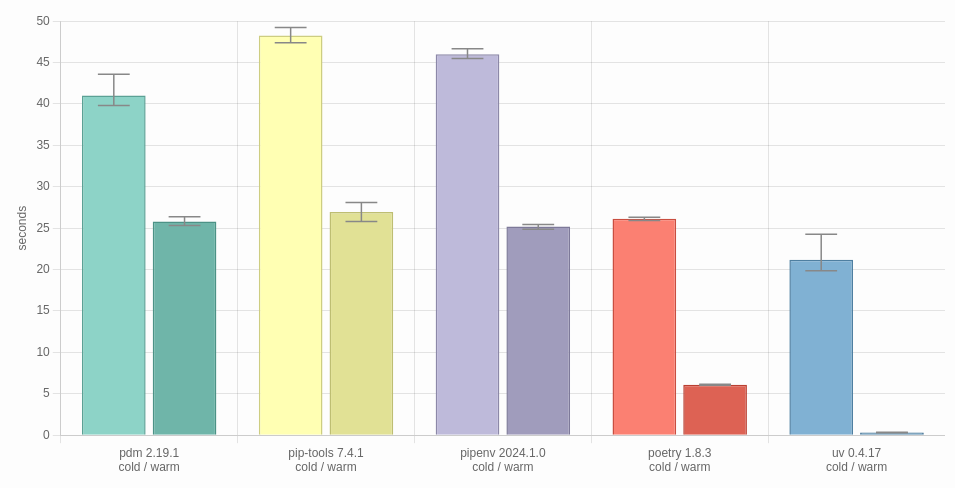 50
45
40
35
30
25
20
15
10
5
0
seconds
pdm 2.19.1
cold / warm
pip-tools 7.4.1
cold / warm
pipenv 2024.1.0
cold / warm
poetry 1.8.3
cold / warm
uv 0.4.17
cold / warm